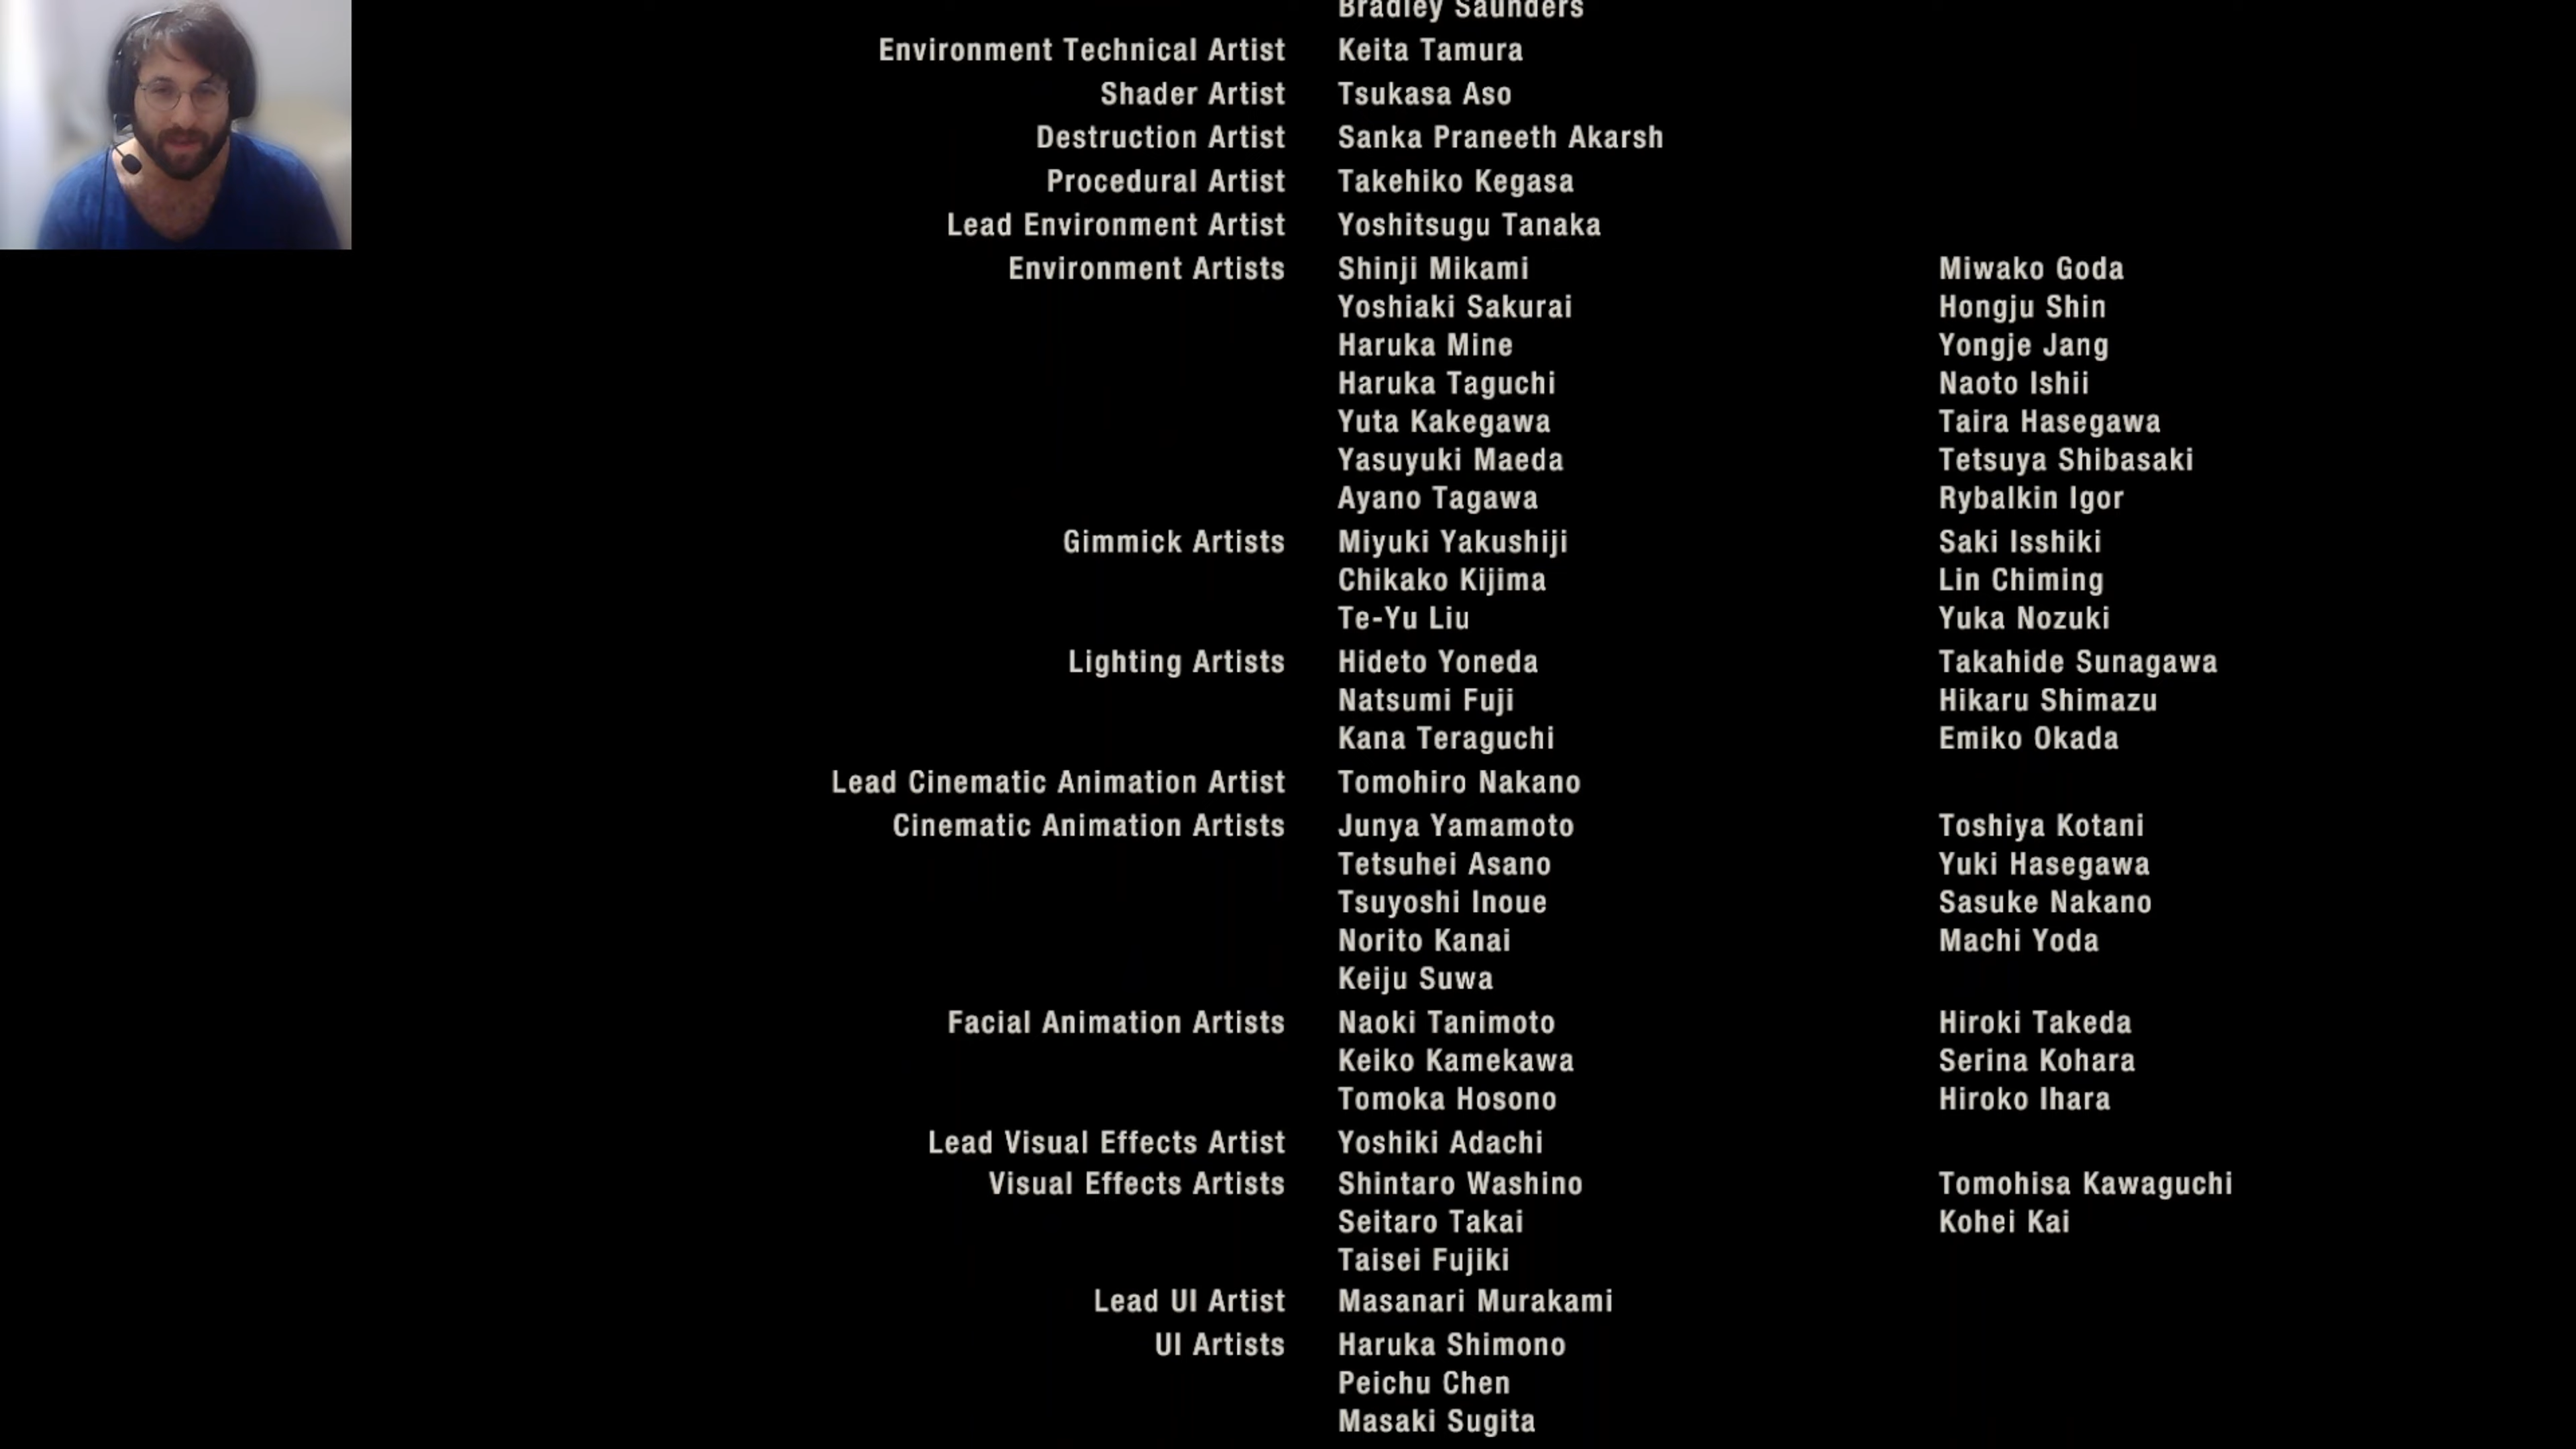 Bradley Saunders
Environment Technical Artist Keita Tamura
Shader Artist Tsukasa Aso
Destruction Artist Sanka Praneeth Akarsh
Procedural Artist Takehiko Kegasa
Lead Environment Artist Yoshitsugu Tanaka
Environment Artists Shinji Mikami Miwako Goda
Yoshiaki Sakurai Hongju Shin
Haruka Mine Yongje Jang
Haruka Taguchi Naoto Ishii
Yuta Kakegawa Taira Hasegawa
Yasuyuki Maeda Tetsuya Shibasaki
Ayano Tagawa Rybalkin Igor
Gimmick Artists Miyuki Yakushiji Saki Isshiki
Chikako Kijima Lin Chiming
Te-Yu Liu Yuka Nozuki
Lighting Artists Hideto Yoneda Takahide Sunagawa
Natsumi Fuji Hikaru Shimazu
Kana Teraguchi Emiko Okada
Lead Cinematic Animation Artist Tomohiro Nakano
Cinematic Animation Artists Junya Yamamoto Toshiya Kotani
Tetsuhei Asano Yuki Hasegawa
Tsuyoshi Inoue Sasuke Nakano
Norito Kanai Machi Yoda
Keiju Suwa
Facial Animation Artists Naoki Tanimoto Hiroki Takeda
Keiko Kamekawa Serina Kohara
Tomoka Hosono Hiroko Ihara
Lead Visual Effects Artist Yoshiki Adachi
Visual Effects Artists Shintaro Washino Tomohisa Kawaguchi
Seitaro Takai Kohei Kai
Taisei Fujiki
Lead UI Artist Masanari Murakami
UI Artists Haruka Shimono
Peichu Chen
Masaki Sugita